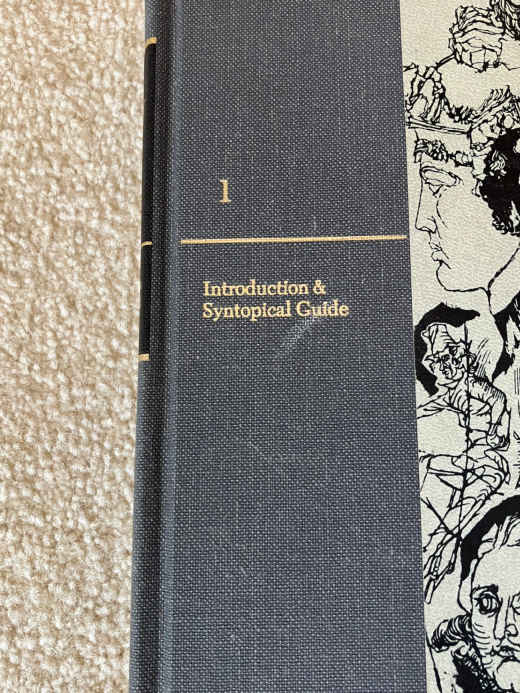 1
Introduction &
Syntopical Guide